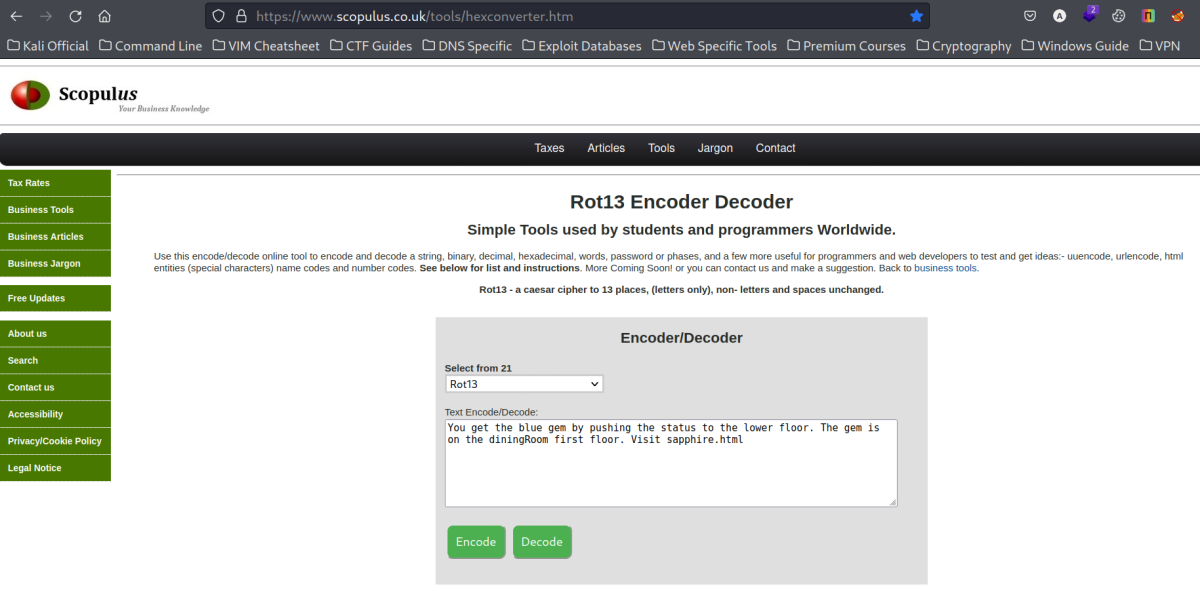 https://www.scopulus.co.uk/tools/hexconverter.htm
A
2
Kali Official Command Line VIM Cheatsheet CTF Guides DNS Specific Exploit Databases Web Specific Tools Premium Courses Cryptography Windows Guide VPN
Scopulus
Your Business Knowledge
Taxes Articles Tools Jargon Contact
Tax Rates
Business Tools
Business Articles
Business Jargon
Free Updates
About us
Search
Contact us
Accessibility
Privacy/Cookie Policy
Legal Notice
Rot13 Encoder Decoder
Simple Tools used by students and programmers Worldwide.
Use this encode/decode online tool to encode and decode a string, binary, decimal, hexadecimal, words, password or phases, and a few more useful for programmers and web developers to test and get ideas:- uuencode, urlencode, html
entities (special characters) name codes and number codes. See below for list and instructions. More Coming Soon! or you can contact us and make a suggestion. Back to business tools.
Rot13 - a caesar cipher to 13 places, (letters only), non- letters and spaces unchanged.
Encoder/Decoder
Select from 21
Rot13
Text Encode/Decode:
You get the blue gem by pushing the status to the lower floor. The gem is
on the diningRoom first floor. Visit sapphire.html
Encode Decode